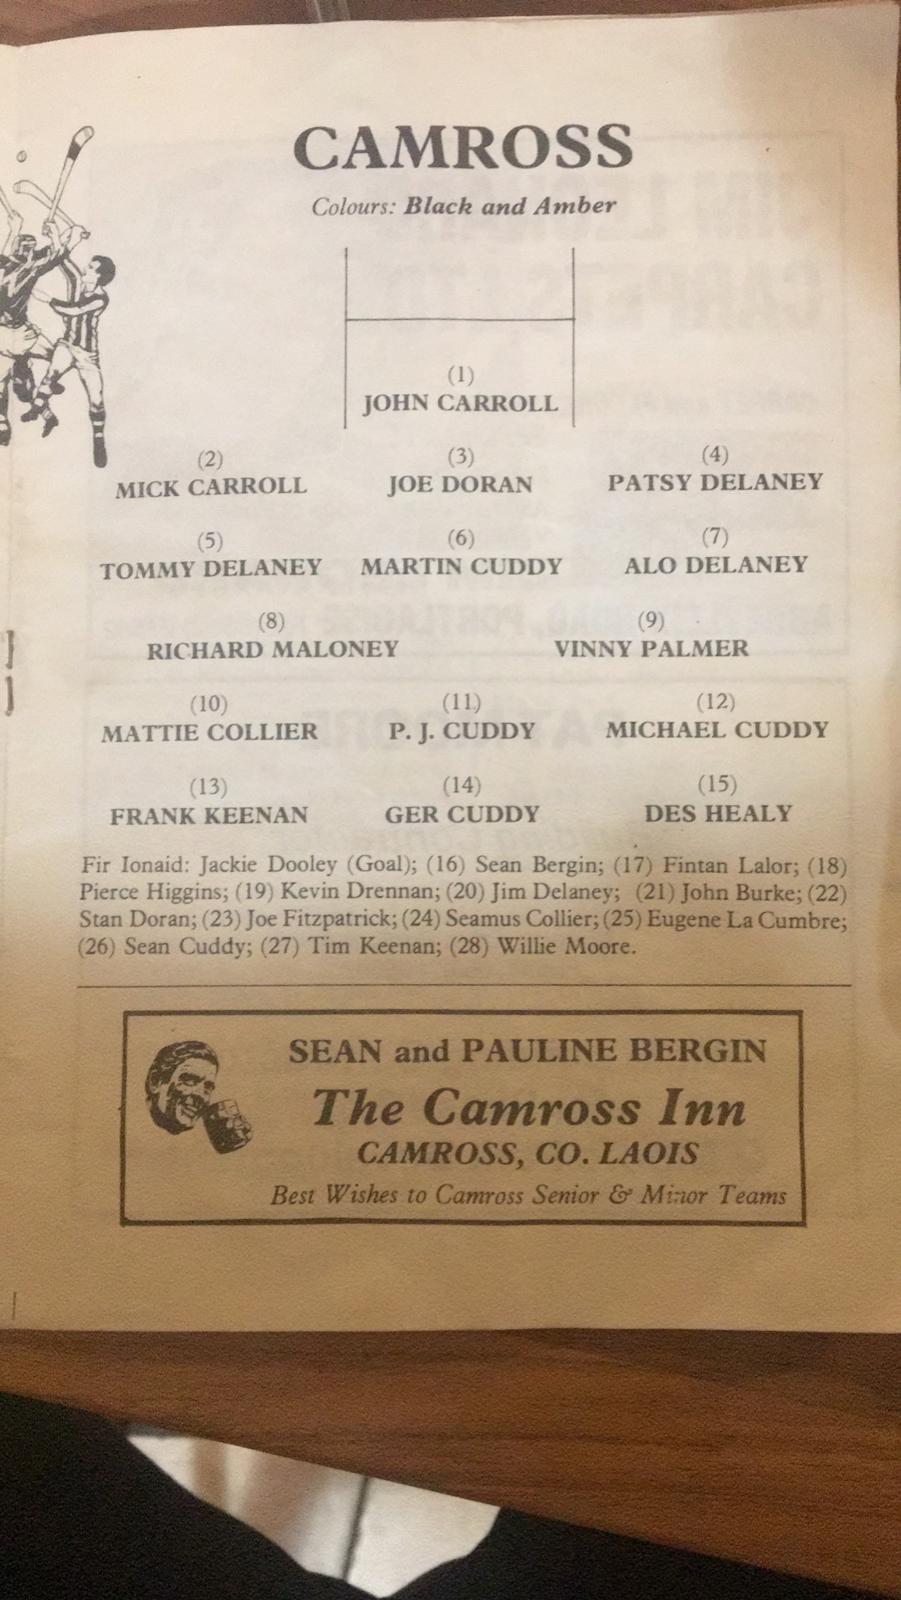 CAMROSS
Colours: Black and Amber
(1)
JOHN CARROLL
(2) (3) (4)
MICK CARROLL JOE DORAN PATSY DELANEY
(5) (6) (7)
TOMMY DELANEY MARTIN CUDDY ALO DELANEY
(8) (9)
RICHARD MALONEY VINNY PALMER
(10) (11) (12)
MATTIE COLLIER P. J. CUDDY MICHAEL CUDDY
(13) (14) (15)
FRANK KEENAN GER CUDDY DES HEALY
Fir Ionaid: Jackie Dooley (Goal); (16) Sean Bergin; (17) Fintan Lalor; (18)
Pierce Higgins; (19) Kevin Drennan; (20) Jim Delaney; (21) John Burke; (22)
Stan Doran; (23) Joe Fitzpatrick; (24) Seamus Collier; (25) Eugene La Cumbre;
(26) Sean Cuddy; (27) Tim Keenan; (28) Willie Moore.
SEAN and PAULINE BERGIN
The Camross Inn
CAMROSS, CO. LAOIS
Best Wishes to Camross Senior & Minor Teams